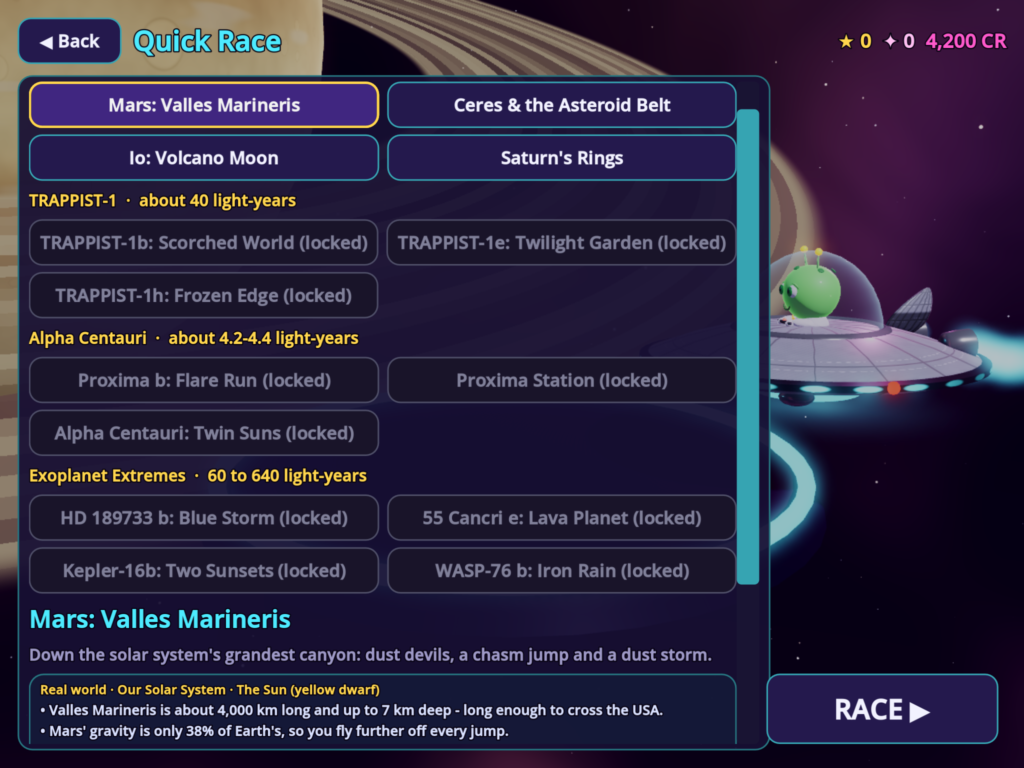 ◀ Back
Quick Race
★ 0 ✦ 0 4,200 CR
Mars: Valles Marineris
Ceres & the Asteroid Belt
Io: Volcano Moon
Saturn's Rings
TRAPPIST-1 · about 40 light-years
TRAPPIST-1b: Scorched World (locked)
TRAPPIST-1e: Twilight Garden (locked)
TRAPPIST-1h: Frozen Edge (locked)
Alpha Centauri · about 4.2-4.4 light-years
Proxima b: Flare Run (locked)
Proxima Station (locked)
Alpha Centauri: Twin Suns (locked)
Exoplanet Extremes · 60 to 640 light-years
HD 189733 b: Blue Storm (locked)
55 Cancri e: Lava Planet (locked)
Kepler-16b: Two Sunsets (locked)
WASP-76 b: Iron Rain (locked)
Mars: Valles Marineris
Down the solar system's grandest canyon: dust devils, a chasm jump and a dust storm.
Real world · Our Solar System · The Sun (yellow dwarf)
• Valles Marineris is about 4,000 km long and up to 7 km deep - long enough to cross the USA.
• Mars' gravity is only 38% of Earth's, so you fly further off every jump.
RACE ▶